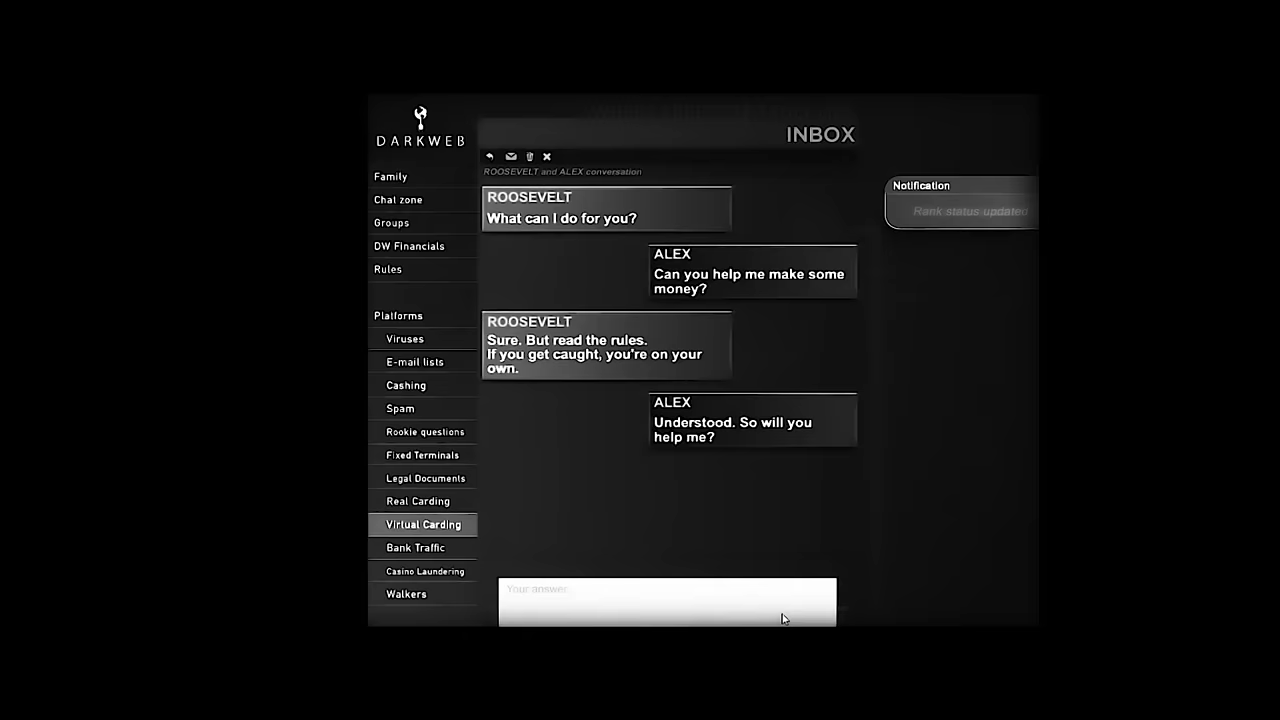 DARKWEB
INBOX
ROOSEVELT and ALEX conversation
Family
Chal zone
Groups
DW Financials
Rules
Platforms
Viruses
E-mail lists
Cashing
Spam
Rookie questions
Fixed Terminals
Legal Documents
Real Carding
Virtual Carding
Bank Traffic
Casino Laundering
Walkers
ROOSEVELT
What can I do for you?
ALEX
Can you help me make some
money?
ROOSEVELT
Sure. But read the rules.
If you get caught, you're on your
own.
ALEX
Understood. So will you
help me?
Your answer
Notification
Rank status updated